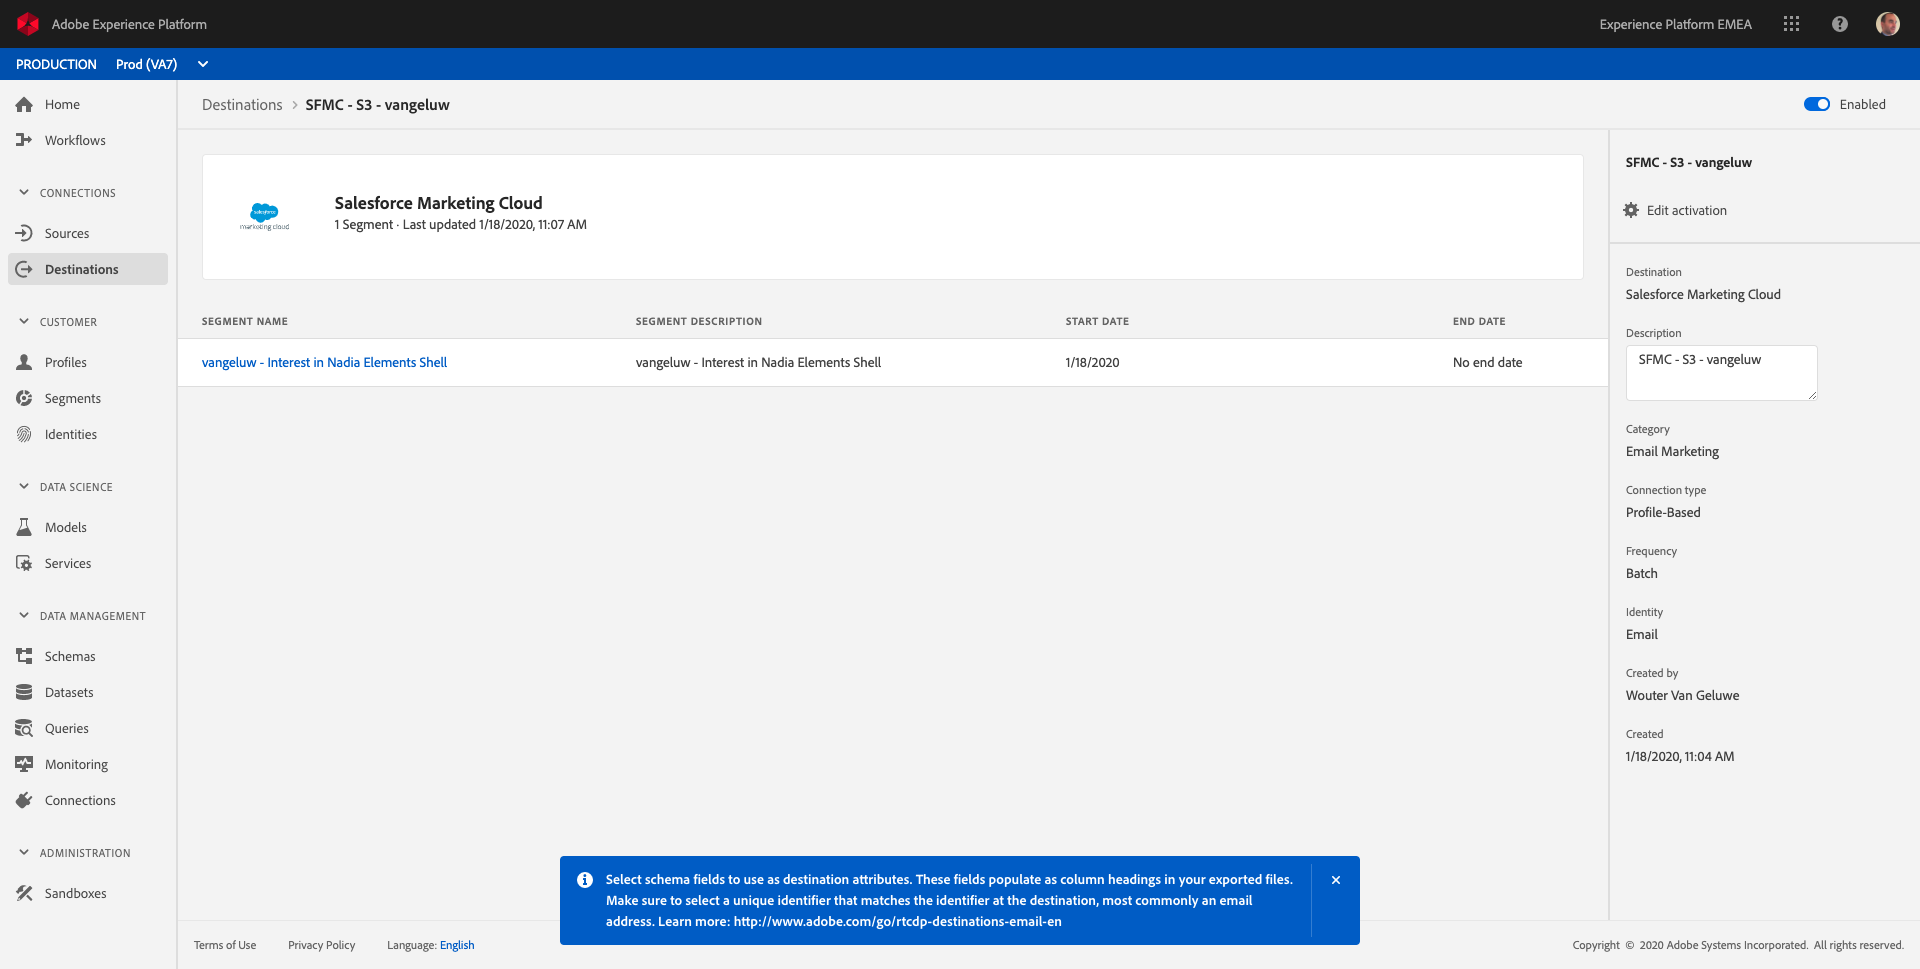 Adobe Experience Platform
Experience Platform EMEA
PRODUCTION Prod (VA7)
Home
Workflows
CONNECTIONS
Sources
Destinations
CUSTOMER
Profiles
Segments
Identities
DATA SCIENCE
Models
Services
DATA MANAGEMENT
Schemas
Datasets
Queries
Monitoring
Connections
ADMINISTRATION
Sandboxes
Destinations > SFMC - S3 - vangeluw
Enabled
salesforce
marketing cloud
Salesforce Marketing Cloud
1 Segment · Last updated 1/18/2020, 11:07 AM
SEGMENT NAME SEGMENT DESCRIPTION START DATE END DATE
vangeluw - Interest in Nadia Elements Shell vangeluw - Interest in Nadia Elements Shell 1/18/2020 No end date
SFMC - S3 - vangeluw
Edit activation
Destination
Salesforce Marketing Cloud
Description
SFMC - S3 - vangeluw
Category
Email Marketing
Connection type
Profile-Based
Frequency
Batch
Identity
Email
Created by
Wouter Van Geluwe
Created
1/18/2020, 11:04 AM
Select schema fields to use as destination attributes. These fields populate as column headings in your exported files.
Make sure to select a unique identifier that matches the identifier at the destination, most commonly an email
address. Learn more: http://www.adobe.com/go/rtcdp-destinations-email-en
Terms of Use Privacy Policy Language: English
Copyright © 2020 Adobe Systems Incorporated. All rights reserved.